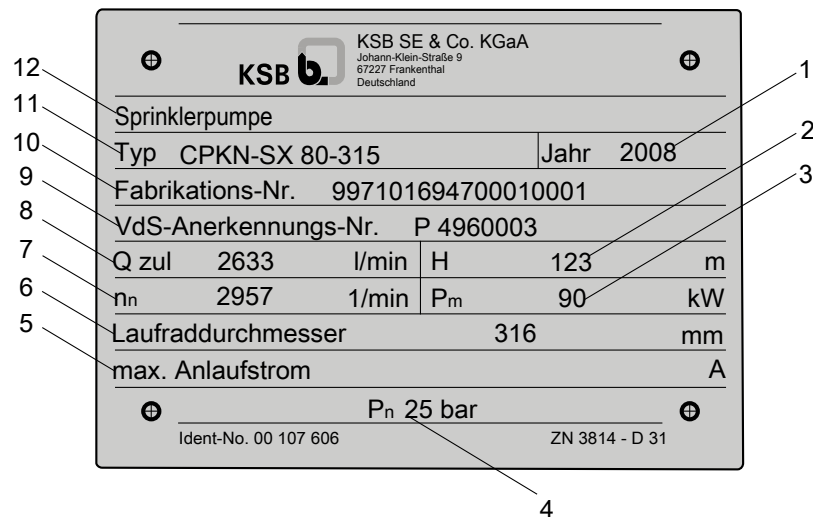 KSB b.
KSB SE & Co. KGaA
Johann-Klein-Straße 9
67227 Frankenthal
Deutschland
12
11
10
9
8
7
6
5
1
2
3
4
Sprinklerpumpe
Typ CPKN-SX 80-315 Jahr 2008
Fabrikations-Nr. 997101694700010001
VdS-Anerkennungs-Nr. P 4960003
Q zul 2633 l/min H 123 m
nn 2957 1/min Pm 90 kW
Laufraddurchmesser 316 mm
max. Anlaufstrom A
Pn 25 bar
Ident-No. 00 107 606 ZN 3814 - D 31